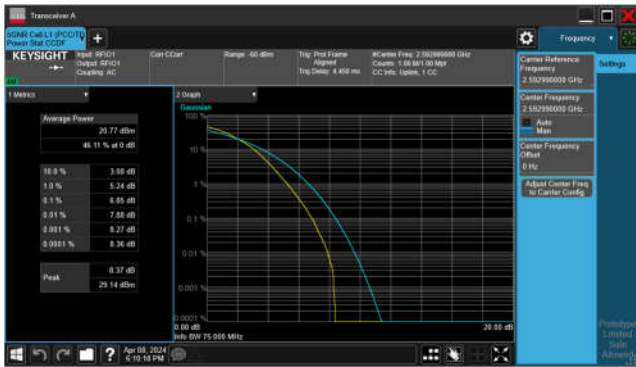 Transceiver A
5GNR Cell L1 (PCC/TD
Power Stat CCDF
Frequency
KEYSIGHT
Input: RFIO1
Output: RFIO1
Coupling: AC
Corr CCorr
Range: -60 dBm
Trig: Prot Frame
Aligned
Trig Delay: 4.450 ms
#Center Freq: 2.592990000 GHz
Counts: 1.00 M/1.00 Mpt
CC Info: Uplink, 1 CC
Carrier Reference
Frequency
2.592990000 GHz
Settings
1 Metrics
2 Graph
Center Frequency
2.592990000 GHz
Auto
Man
Gaussian
Average Power
20.77 dBm
46.11 % at 0 dB
10.0 % 3.60 dB
1.0 % 5.24 dB
0.1 % 6.85 dB
0.01 % 7.88 dB
0.001 % 8.27 dB
0.0001 % 8.36 dB
Peak 8.37 dB
29.14 dBm
100 %
10 %
1 %
0.1 %
0.01 %
0.001 %
0.0001 %
0.00 dB
20.00 dB
Info BW 75.000 MHz
Center Frequency
Offset
0 Hz
Adjust Center Freq
to Carrier Config
Prototype
Limited
Sale
Allowed
Apr 08, 2024
6:10:18 PM